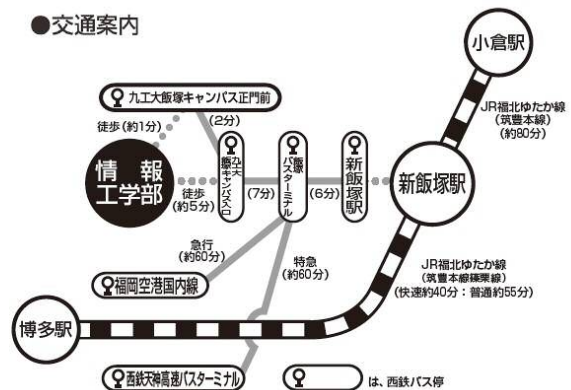 ●交通案内
小倉駅
九工大飯塚キャンパス正門前
JR福北ゆたか線
(筑豊本線)
(約80分)
徒歩(約1分)
(2分)
情報
工学部
徒歩
(約5分)
九工大
飯塚キャンパス入口
(7分)
飯塚
バスターミナル
(6分)
新飯塚駅
新飯塚駅
急行
(約60分)
特急
(約60分)
JR福北ゆたか線
(筑豊本線篠栗線)
(快速約40分:普通約55分)
福岡空港国内線
博多駅
西鉄天神高速バスターミナル
は、西鉄バス停